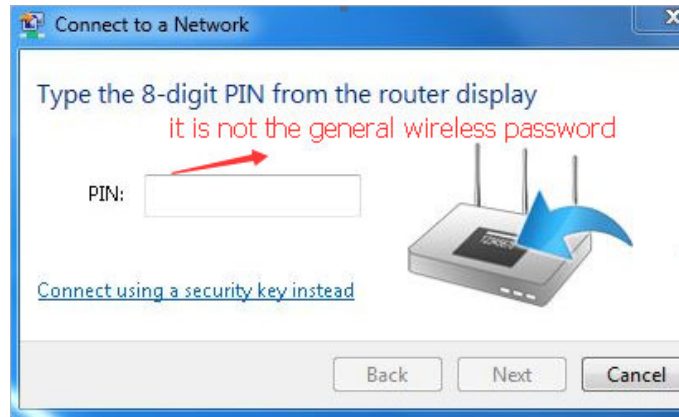 Connect to a Network
Type the 8-digit PIN from the router display
it is not the general wireless password
PIN:
12345670
Connect using a security key instead
Back Next Cancel